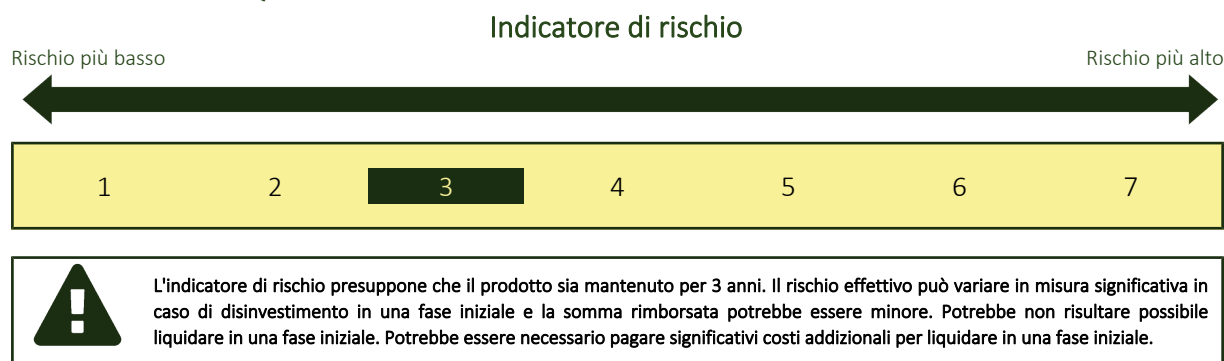 Indicatore di rischio
Rischio più basso
Rischio più alto
1 2 3 4 5 6 7
L'indicatore di rischio presuppone che il prodotto sia mantenuto per 3 anni. Il rischio effettivo può variare in misura significativa in
caso di disinvestimento in una fase iniziale e la somma rimborsata potrebbe essere minore. Potrebbe non risultare possibile
liquidare in una fase iniziale. Potrebbe essere necessario pagare significativi costi addizionali per liquidare in una fase iniziale.